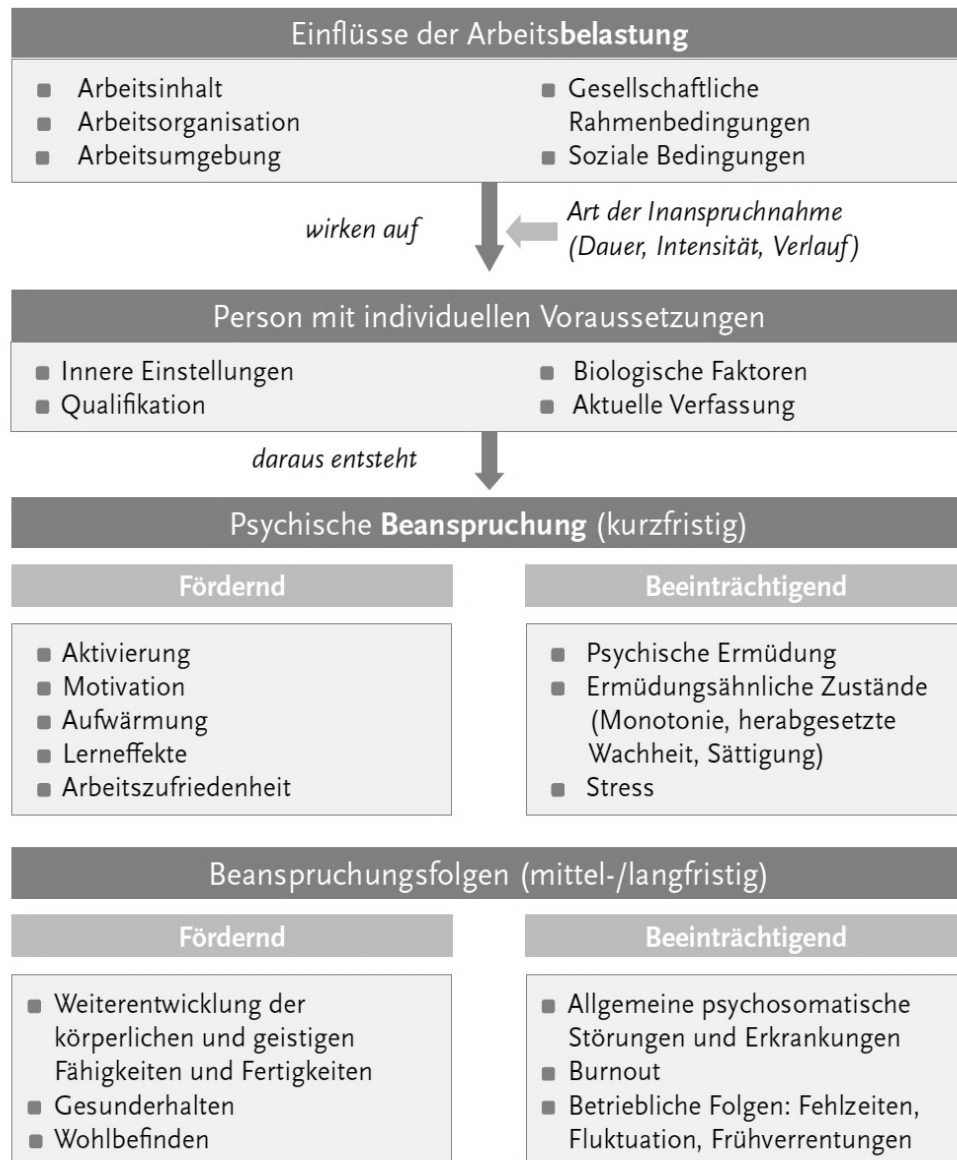 Einflüsse der Arbeitsbelastung
Arbeitsinhalt
Arbeitsorganisation
Arbeitsumgebung
Gesellschaftliche
Rahmenbedingungen
Soziale Bedingungen
wirken auf
Art der Inanspruchnahme
(Dauer, Intensität, Verlauf)
Person mit individuellen Voraussetzungen
Innere Einstellungen
Qualifikation
Biologische Faktoren
Aktuelle Verfassung
daraus entsteht
Psychische Beanspruchung (kurzfristig)
Fördernd
Aktivierung
Motivation
Aufwärmung
Lerneffekte
Arbeitszufriedenheit
Beeinträchtigend
Psychische Ermüdung
Ermüdungsähnliche Zustände
(Monotonie, herabgesetzte
Wachheit, Sättigung)
Stress
Beanspruchungsfolgen (mittel-/langfristig)
Fördernd
Weiterentwicklung der
körperlichen und geistigen
Fähigkeiten und Fertigkeiten
Gesunderhalten
Wohlbefinden
Beeinträchtigend
Allgemeine psychosomatische
Störungen und Erkrankungen
Burnout
Betriebliche Folgen: Fehlzeiten,
Fluktuation, Frühverrentungen